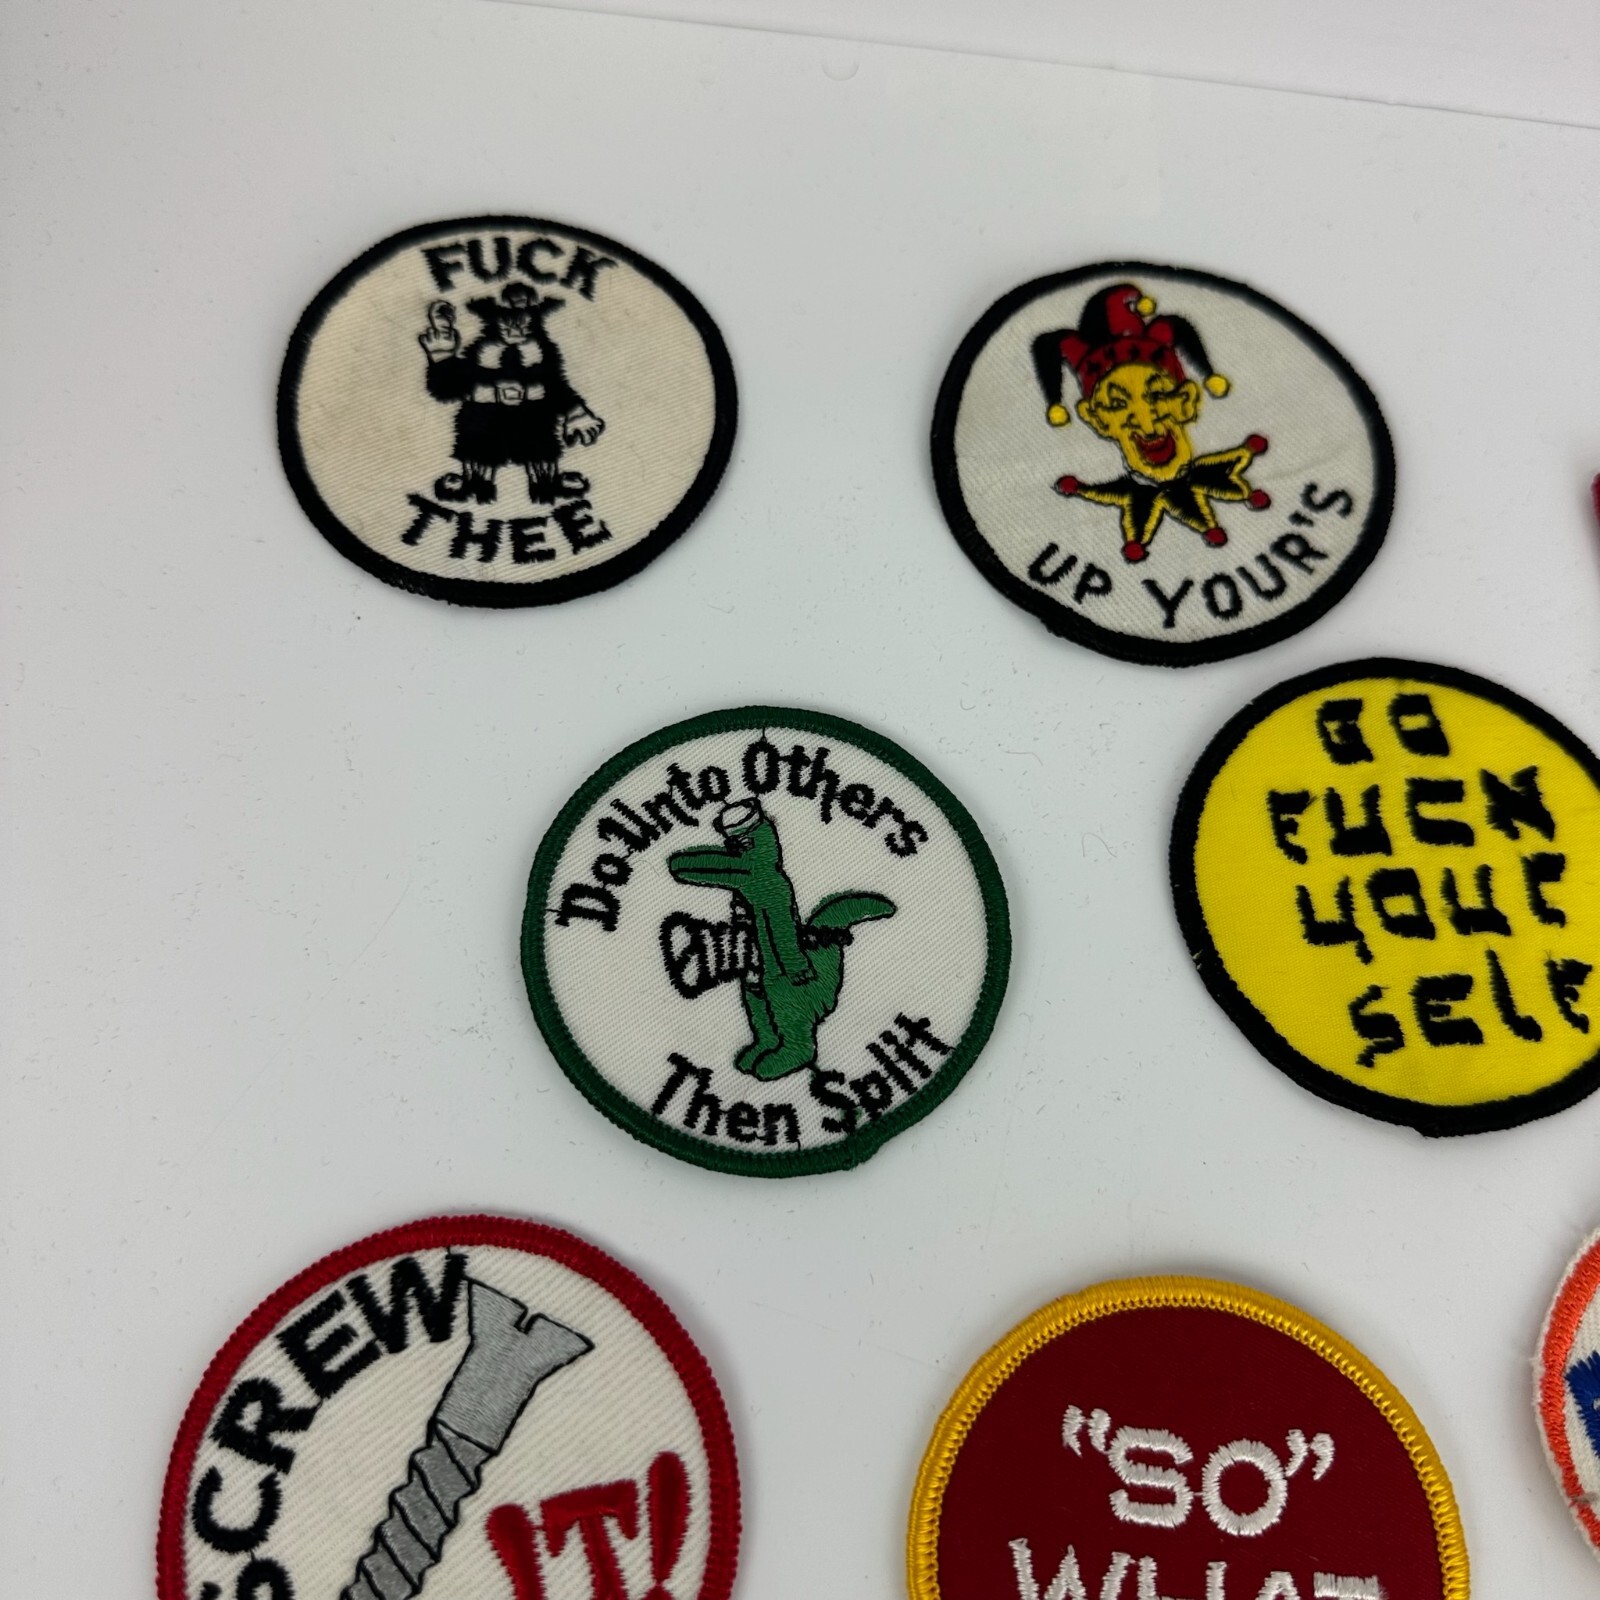 FUCK
THEE
UP YOUR'S
Do Unto Others
Then Split
GO
FUCK
YOUR
SELF
SCREW
IT!
"SO"
WHAT